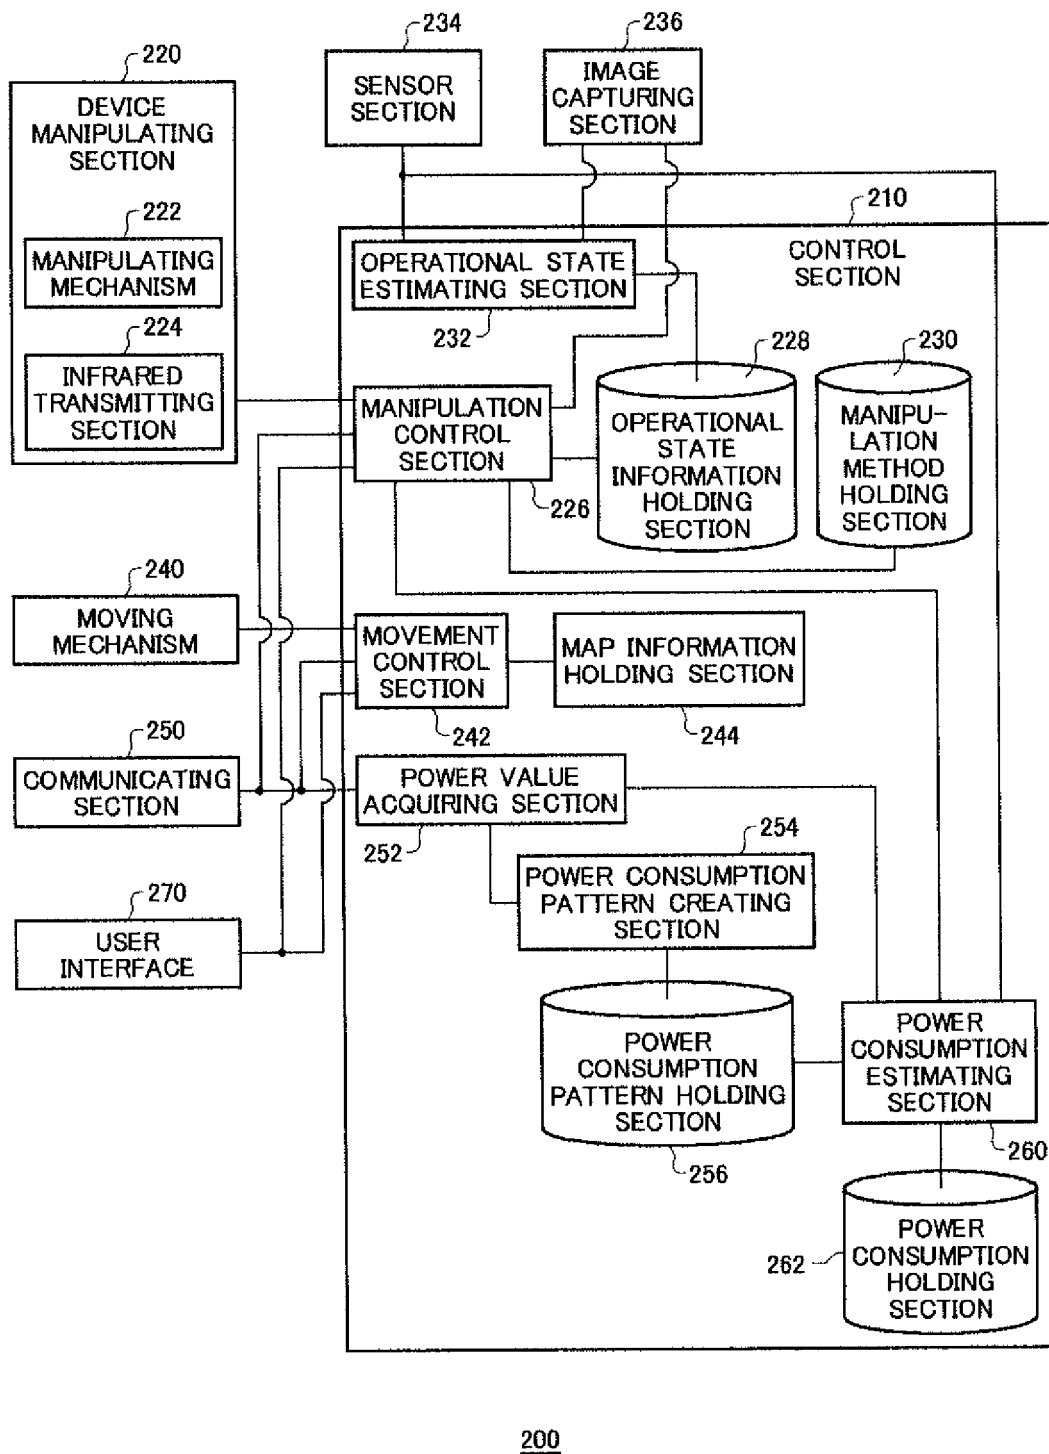 234
SENSOR
SECTION
236
IMAGE
CAPTURING
SECTION
220
DEVICE
MANIPULATING
SECTION
222
MANIPULATING
MECHANISM
224
INFRARED
TRANSMITTING
SECTION
210
CONTROL
SECTION
OPERATIONAL STATE
ESTIMATING SECTION
232
228
OPERATIONAL
STATE
INFORMATION
HOLDING
SECTION
230
MANIPU-
LATION
METHOD
HOLDING
SECTION
MANIPULATION
CONTROL
SECTION
226
240
MOVING
MECHANISM
MOVEMENT
CONTROL
SECTION
242
MAP INFORMATION
HOLDING SECTION
244
250
COMMUNICATING
SECTION
POWER VALUE
ACQUIRING SECTION
252
254
POWER CONSUMPTION
PATTERN CREATING
SECTION
270
USER
INTERFACE
POWER
CONSUMPTION
PATTERN HOLDING
SECTION
256
POWER
CONSUMPTION
ESTIMATING
SECTION
260
262
POWER
CONSUMPTION
HOLDING
SECTION
200